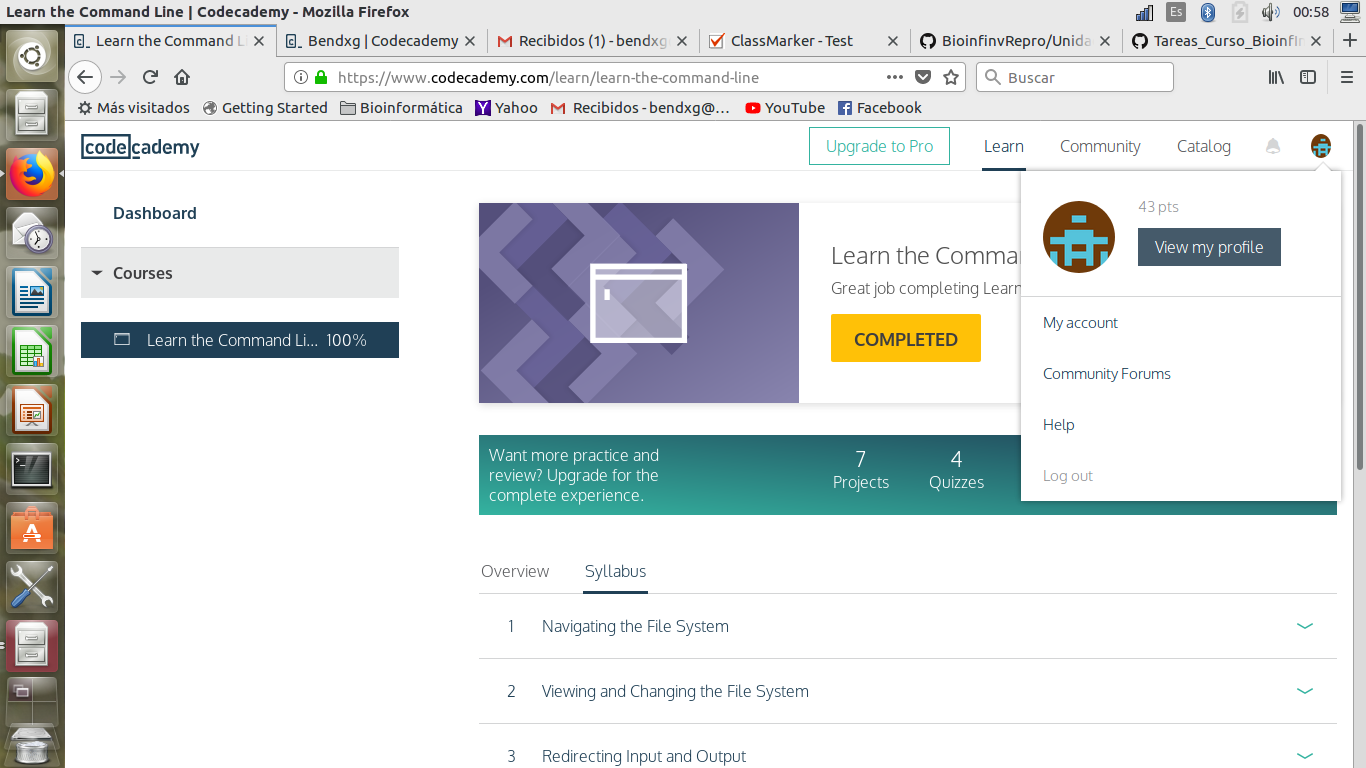 Learn the Command Line | Codecademy - Mozilla Firefox
Es
00:58
Learn the Command L
Bendxg | Codecademy
Recibidos (1) - bendxg
ClassMarker - Test
BioinfinvRepro/Unida
Tareas_Curso_BioinfIn
https://www.codecademy.com/learn/learn-the-command-line
Buscar
Más visitados
Getting Started
Bioinformática
Yahoo
Recibidos - bendxg@...
YouTube
Facebook
codecademy
Upgrade to Pro
Learn
Community
Catalog
Dashboard
Courses
Learn the Command Li... 100%
Learn the Comma
Great job completing Learn
COMPLETED
43 pts
View my profile
My account
Community Forums
Help
Log out
Want more practice and
review? Upgrade for the
complete experience.
7
Projects
4
Quizzes
Overview
Syllabus
1 Navigating the File System
2 Viewing and Changing the File System
3 Redirecting Input and Output